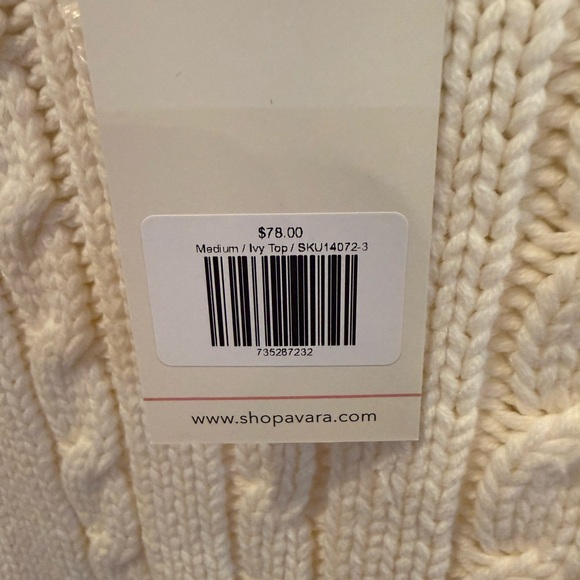 $78.00
Medium / Ivy Top / SKU14072-3
735287232
www.shopavara.com